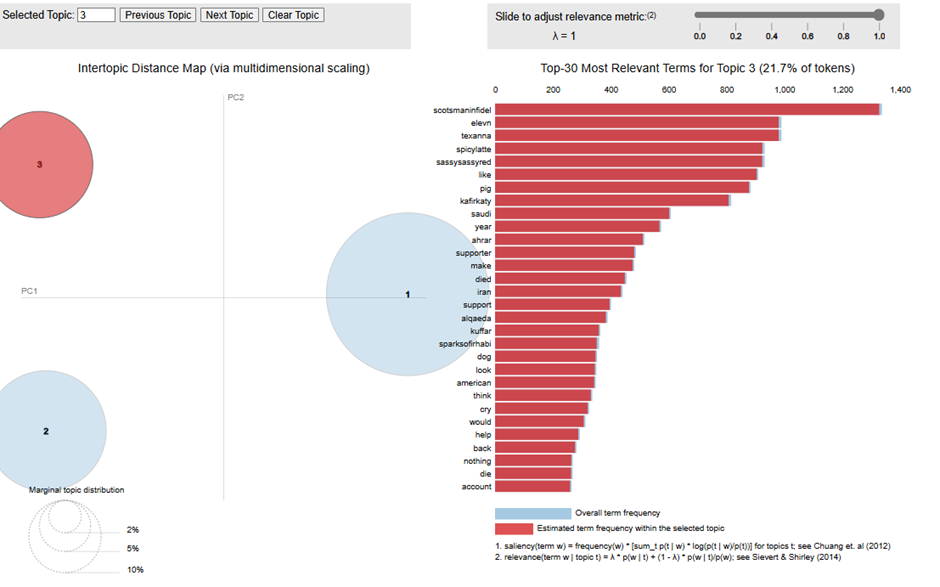 Selected Topic: 3 Previous Topic Next Topic Clear Topic
Slide to adjust relevance metric:(2)
λ = 1
0.0 0.2 0.4 0.6 0.8 1.0
Intertopic Distance Map (via multidimensional scaling)
PC2
PC1
3
1
2
Marginal topic distribution
2%
5%
10%
Top-30 Most Relevant Terms for Topic 3 (21.7% of tokens)
0 200 400 600 800 1,000 1,200 1,400
scotsmaninfidel
elevn
texanna
spicylatte
sassysassyred
like
pig
kafirkaty
saudi
year
ahrar
supporter
make
died
iran
support
alqaeda
kuffar
sparksofirhabi
dog
look
american
think
cry
would
help
back
nothing
die
account
Overall term frequency
Estimated term frequency within the selected topic
1. saliency(term w) = frequency(w) * [sum_t p(t | w) * log(p(t | w)/p(t))] for topics t; see Chuang et. al (2012)
2. relevance(term w | topic t) = λ * p(w | t) + (1 - λ) * p(w | t)/p(w); see Sievert & Shirley (2014)